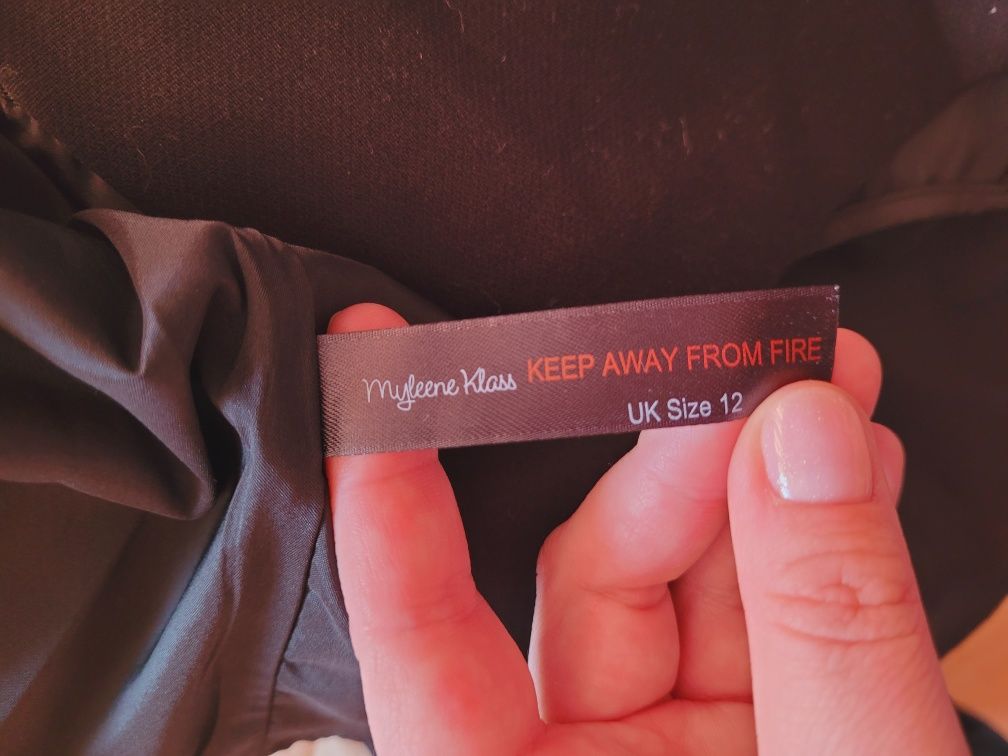 Myleene Klass KEEP AWAY FROM FIRE
UK Size 12